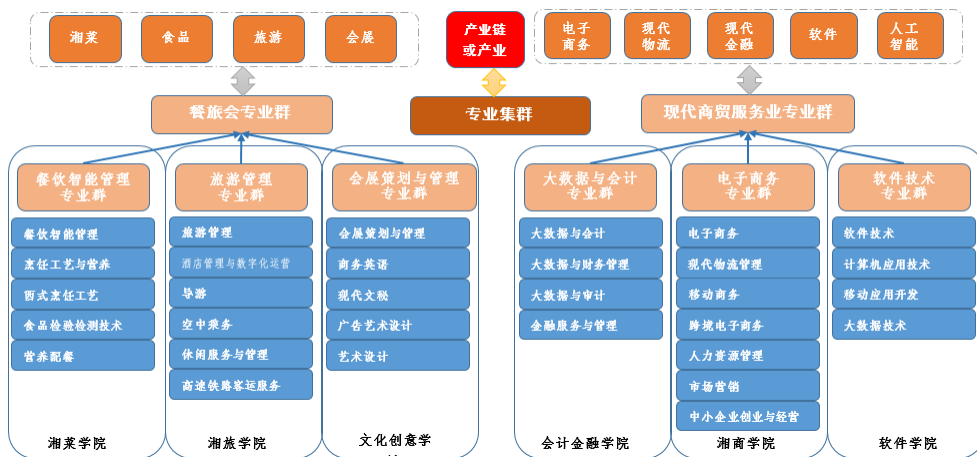 湘菜
食品
旅游
会展
产业链
或产业
电子
商务
现代
物流
现代
金融
软件
人工
智能
餐旅会专业群
专业集群
现代商贸服务业专业群
餐饮智能管理
专业群
餐饮智能管理
烹饪工艺与营养
西式烹饪工艺
食品检验检测技术
营养配餐
湘菜学院
旅游管理
专业群
旅游管理
酒店管理与数字化运营
导游
空中乘务
休闲服务与管理
高速铁路客运服务
湘旅学院
会展策划与管理
专业群
会展策划与管理
商务英语
现代文秘
广告艺术设计
艺术设计
文化创意学
大数据与会计
专业群
大数据与会计
大数据与财务管理
大数据与审计
金融服务与管理
会计金融学院
电子商务
专业群
电子商务
现代物流管理
移动商务
跨境电子商务
人力资源管理
市场营销
中小企业创业与经营
湘商学院
软件技术
专业群
软件技术
计算机应用技术
移动应用开发
大数据技术
软件学院